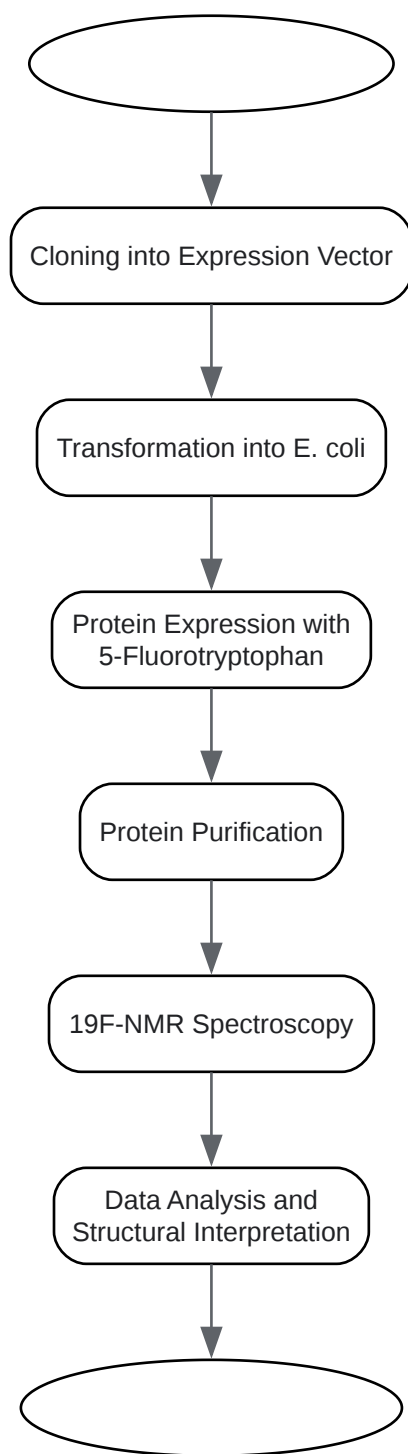 Cloning into Expression Vector
Transformation into E. coli
Protein Expression with
5-Fluorotryptophan
Protein Purification
19F-NMR Spectroscopy
Data Analysis and
Structural Interpretation